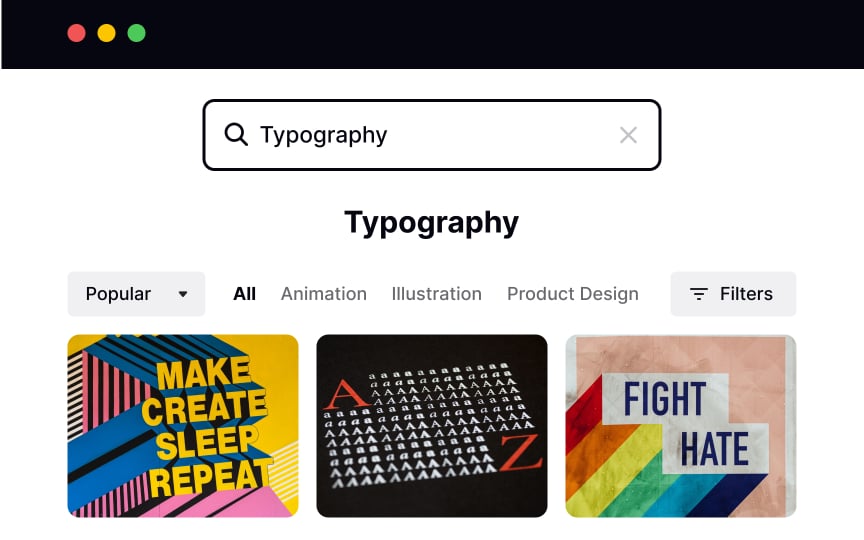 Typography
Typography
Popular All Animation Illustration Product Design Filters
MAKE
CREATE
SLEEP
REPEAT
A
Z
FIGHT
HATE